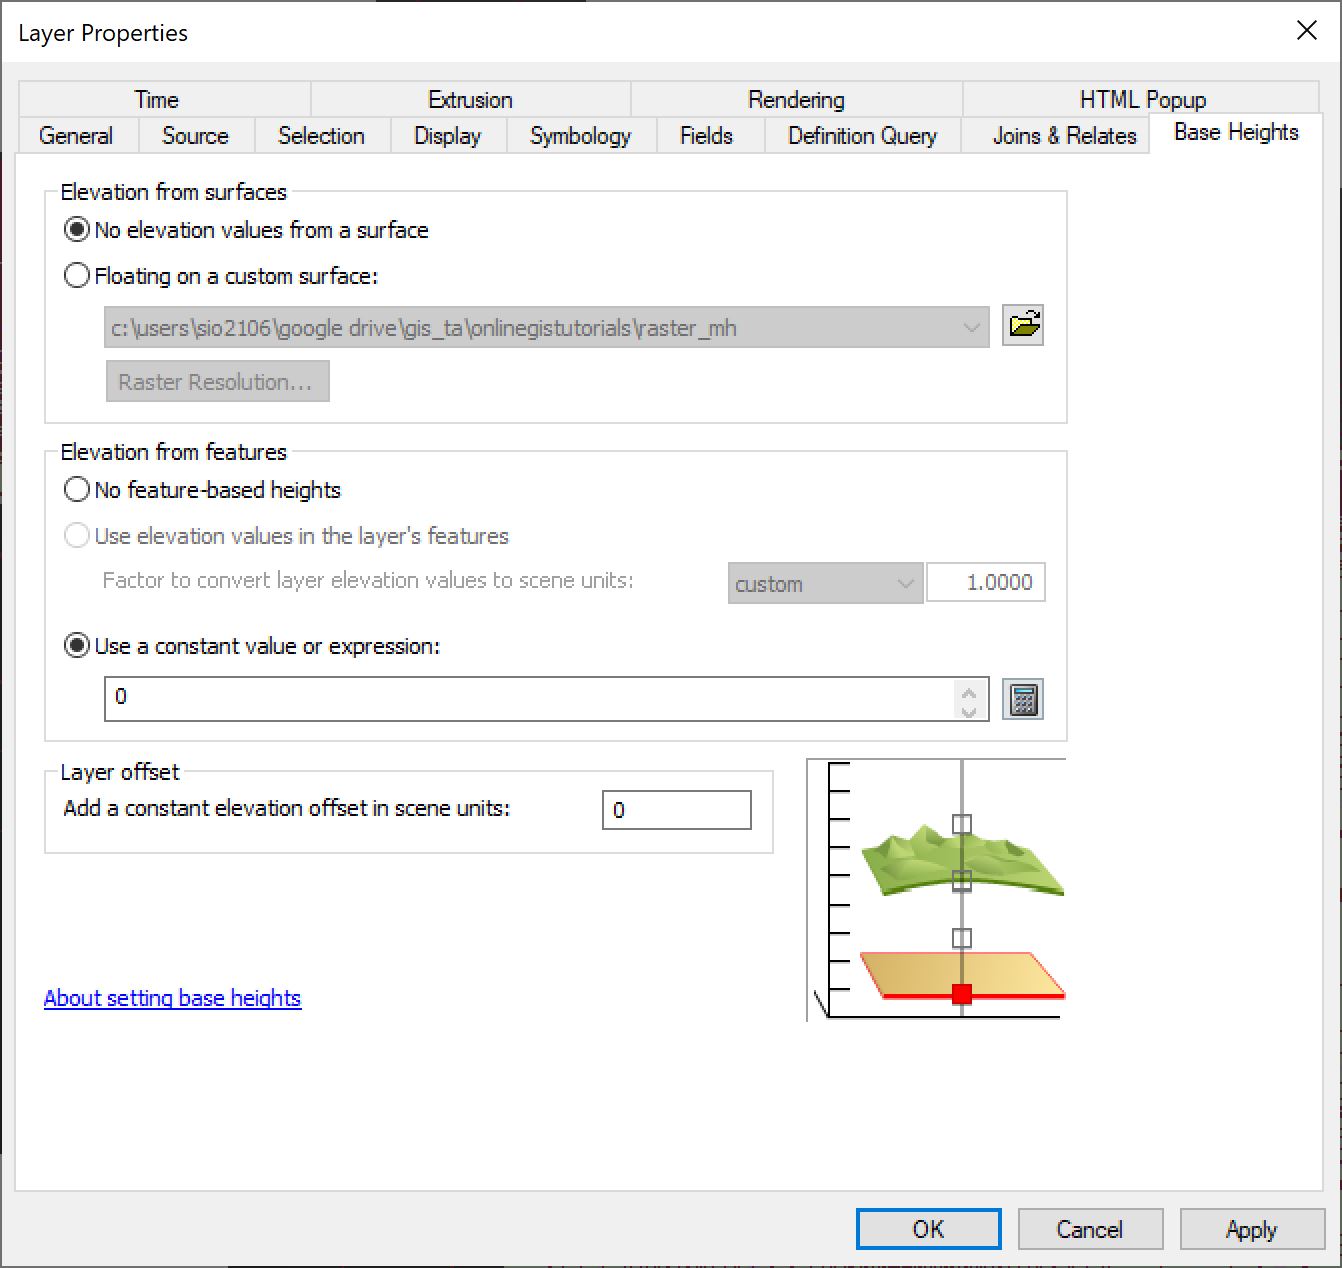 Layer Properties
Time Extrusion Rendering HTML Popup
General Source Selection Display Symbology Fields Definition Query Joins & Relates Base Heights
Elevation from surfaces
No elevation values from a surface
Floating on a custom surface:
c:\users\sio2106\google drive\gis_ta\onlinegistutorials\raster_mh
Raster Resolution...
Elevation from features
No feature-based heights
Use elevation values in the layer's features
Factor to convert layer elevation values to scene units: custom 1.0000
Use a constant value or expression:
0
Layer offset
Add a constant elevation offset in scene units: 0
About setting base heights
OK Cancel Apply